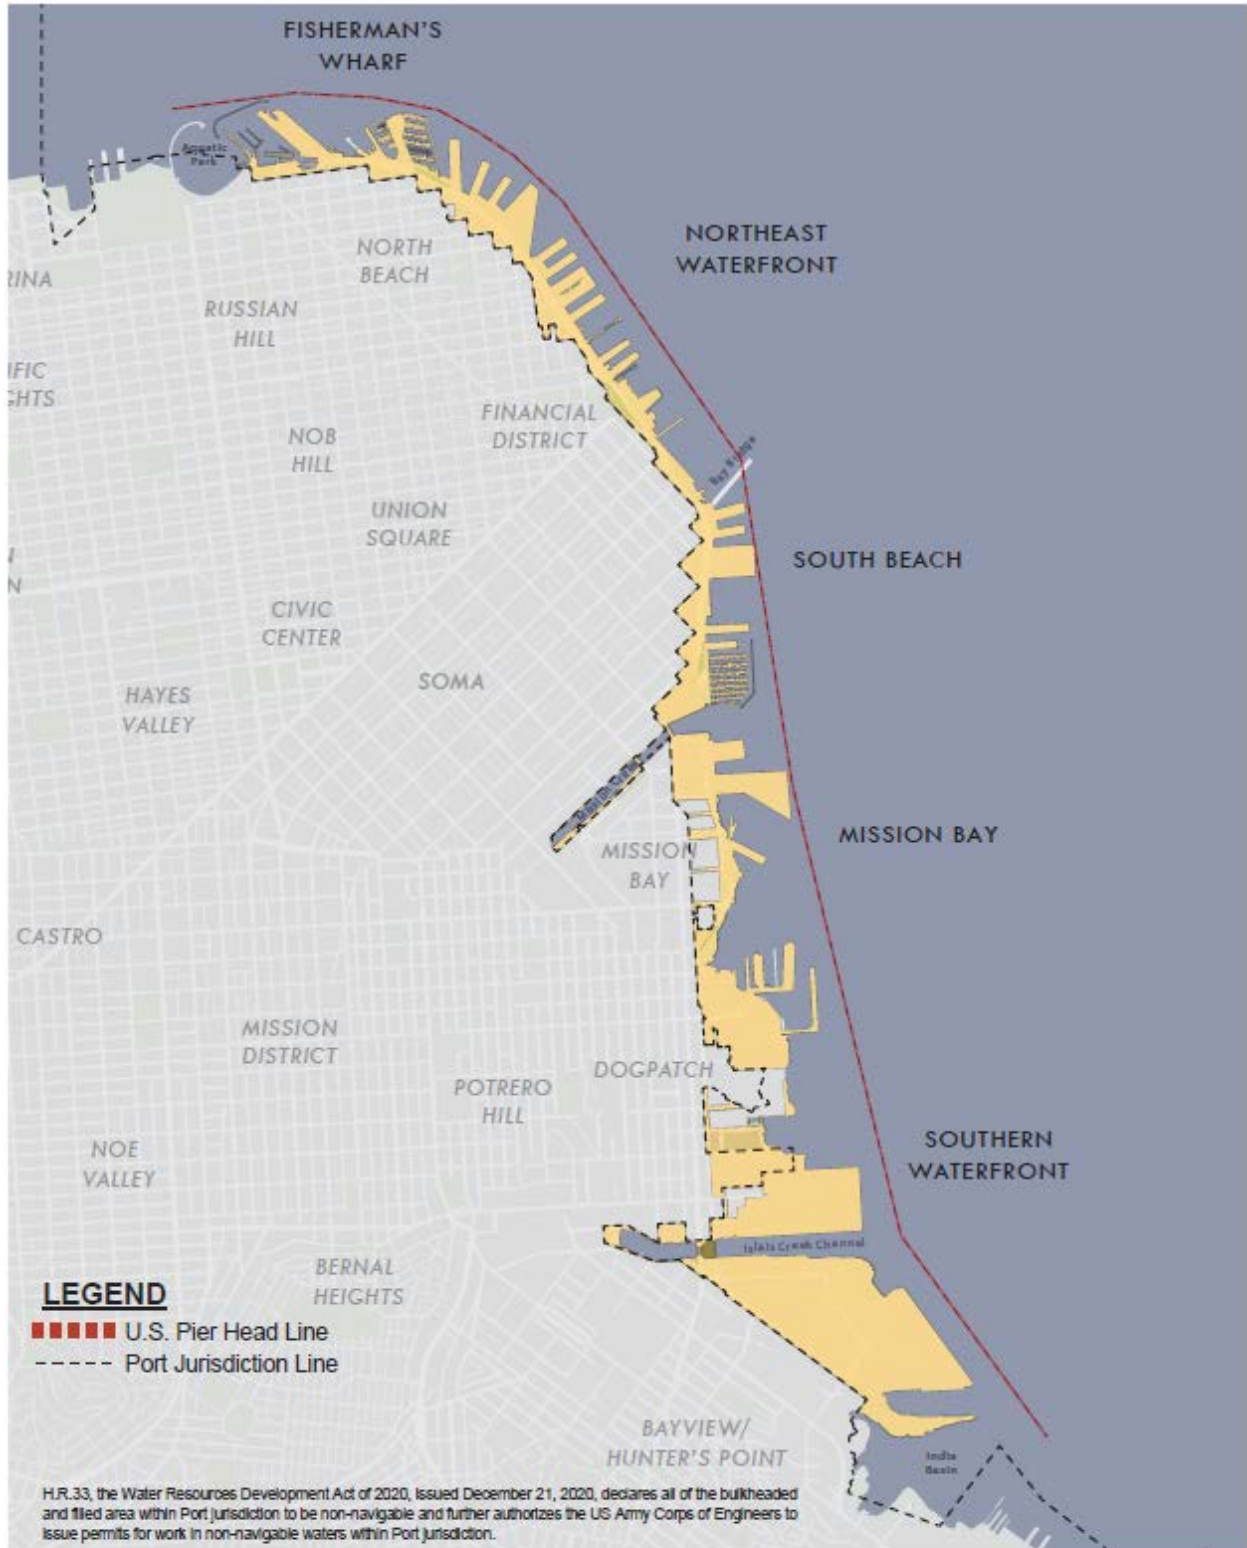 FISHERMAN'S
WHARF
Aquatic
Park
NORTHEAST
WATERFRONT
NORTH
BEACH
RINA
RUSSIAN
HILL
IFIC
GHTS
FINANCIAL
DISTRICT
NOB
HILL
Bay Bridge
UNION
SQUARE
SOUTH BEACH
N
N
CIVIC
CENTER
SOMA
HAYES
VALLEY
MISSION BAY
MISSION
BAY
CASTRO
MISSION
DISTRICT
DOGPATCH
POTRERO
HILL
NOE
VALLEY
SOUTHERN
WATERFRONT
Islais Creek Channel
BERNAL
HEIGHTS
LEGEND
U.S. Pier Head Line
Port Jurisdiction Line
BAYVIEW/
HUNTER'S POINT
India
Basin
H.R.33, the Water Resources Development Act of 2020, issued December 21, 2020, declares all of the bulkheaded
and filled area within Port jurisdiction to be non-navigable and further authorizes the US Army Corps of Engineers to
issue permits for work in non-navigable waters within Port jurisdiction.